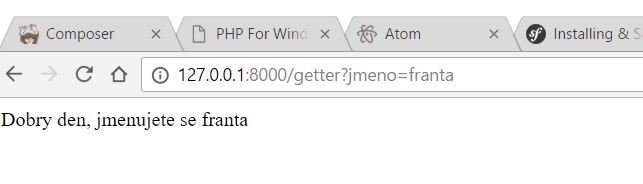 Composer
PHP For Wind
Atom
Installing & S
127.0.0.1:8000/getter?jmeno=franta
Dobry den, jmenujete se franta